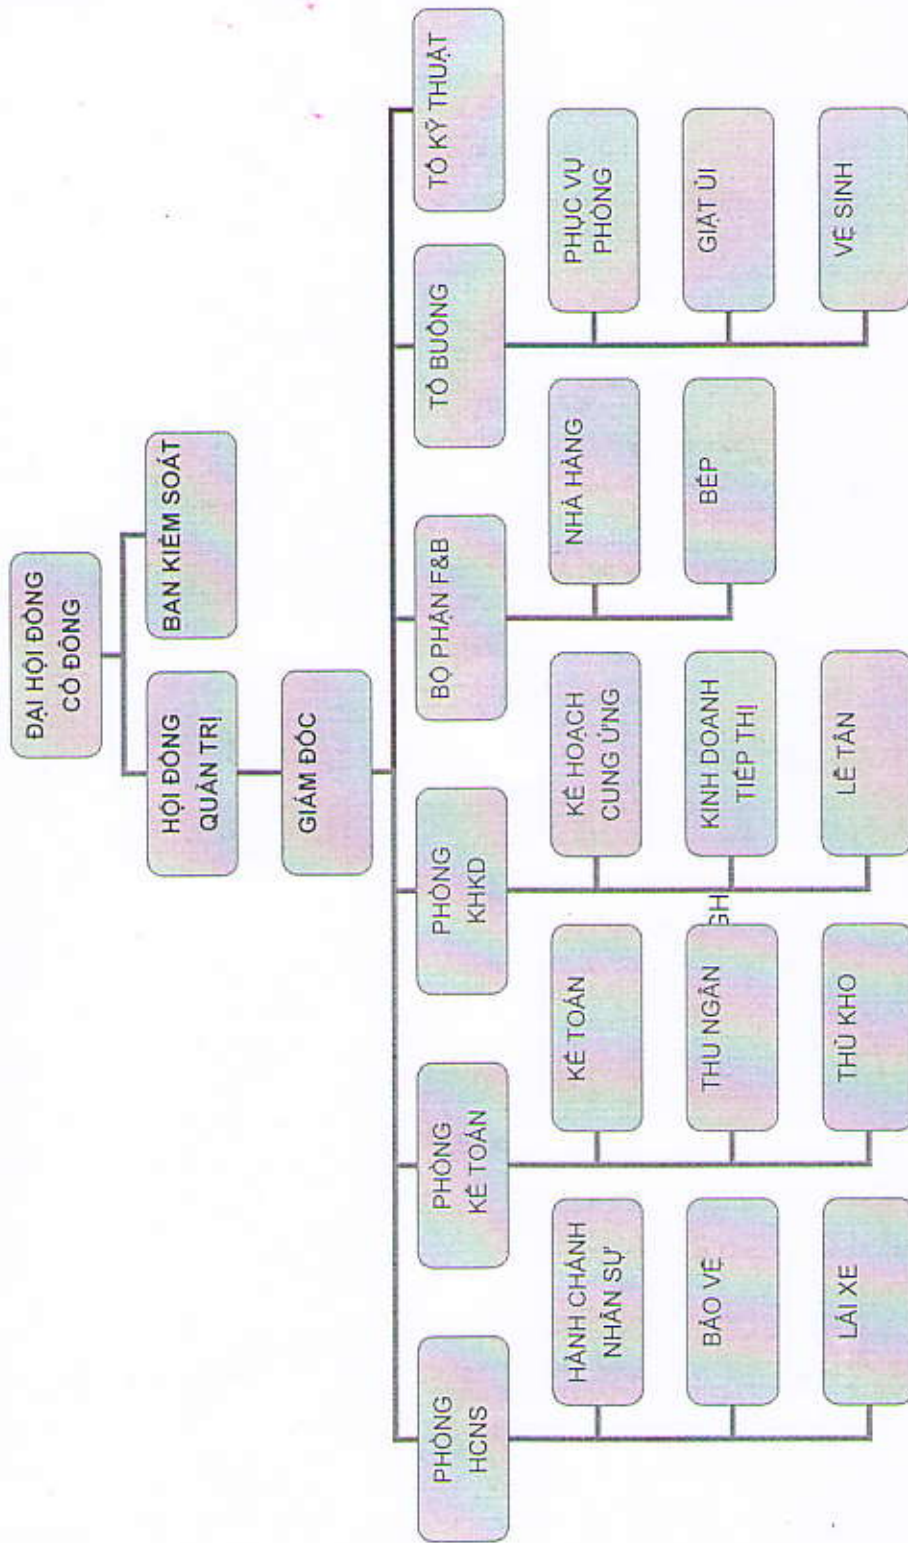 ĐẠI HỘI ĐỒNG
CỔ ĐÔNG
HỘI ĐỒNG
QUẢN TRỊ
BAN KIỂM SOÁT
GIÁM ĐỐC
PHÒNG
HCNS
PHÒNG
KẾ TOÁN
PHÒNG
KHKD
BỘ PHẬN F&B
TỔ BUỒNG
TỔ KỸ THUẬT
HÀNH CHÁNH
NHÂN SỰ
BẢO VỆ
LÁI XE
KẾ TOÁN
THU NGÂN
THỦ KHO
GH
KẾ HOẠCH
CUNG ỨNG
KINH DOANH
TIẾP THỊ
LỄ TÂN
NHÀ HÀNG
BẾP
PHỤC VỤ
PHÒNG
GIẶT ỦI
VỆ SINH